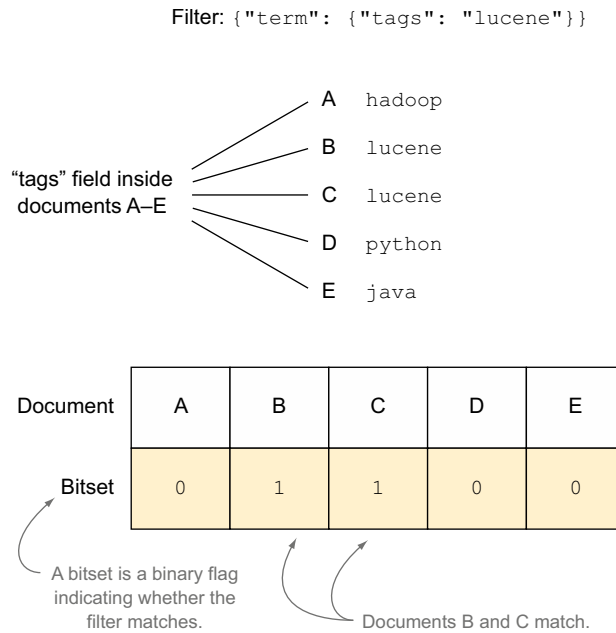 Filter: {"term": {"tags": "lucene"}}
A hadoop
B lucene
“tags” field inside
documents A–E
C lucene
D python
E java
Document A B C D E
Bitset 0 1 1 0 0
A bitset is a binary flag
indicating whether the
filter matches.
Documents B and C match.